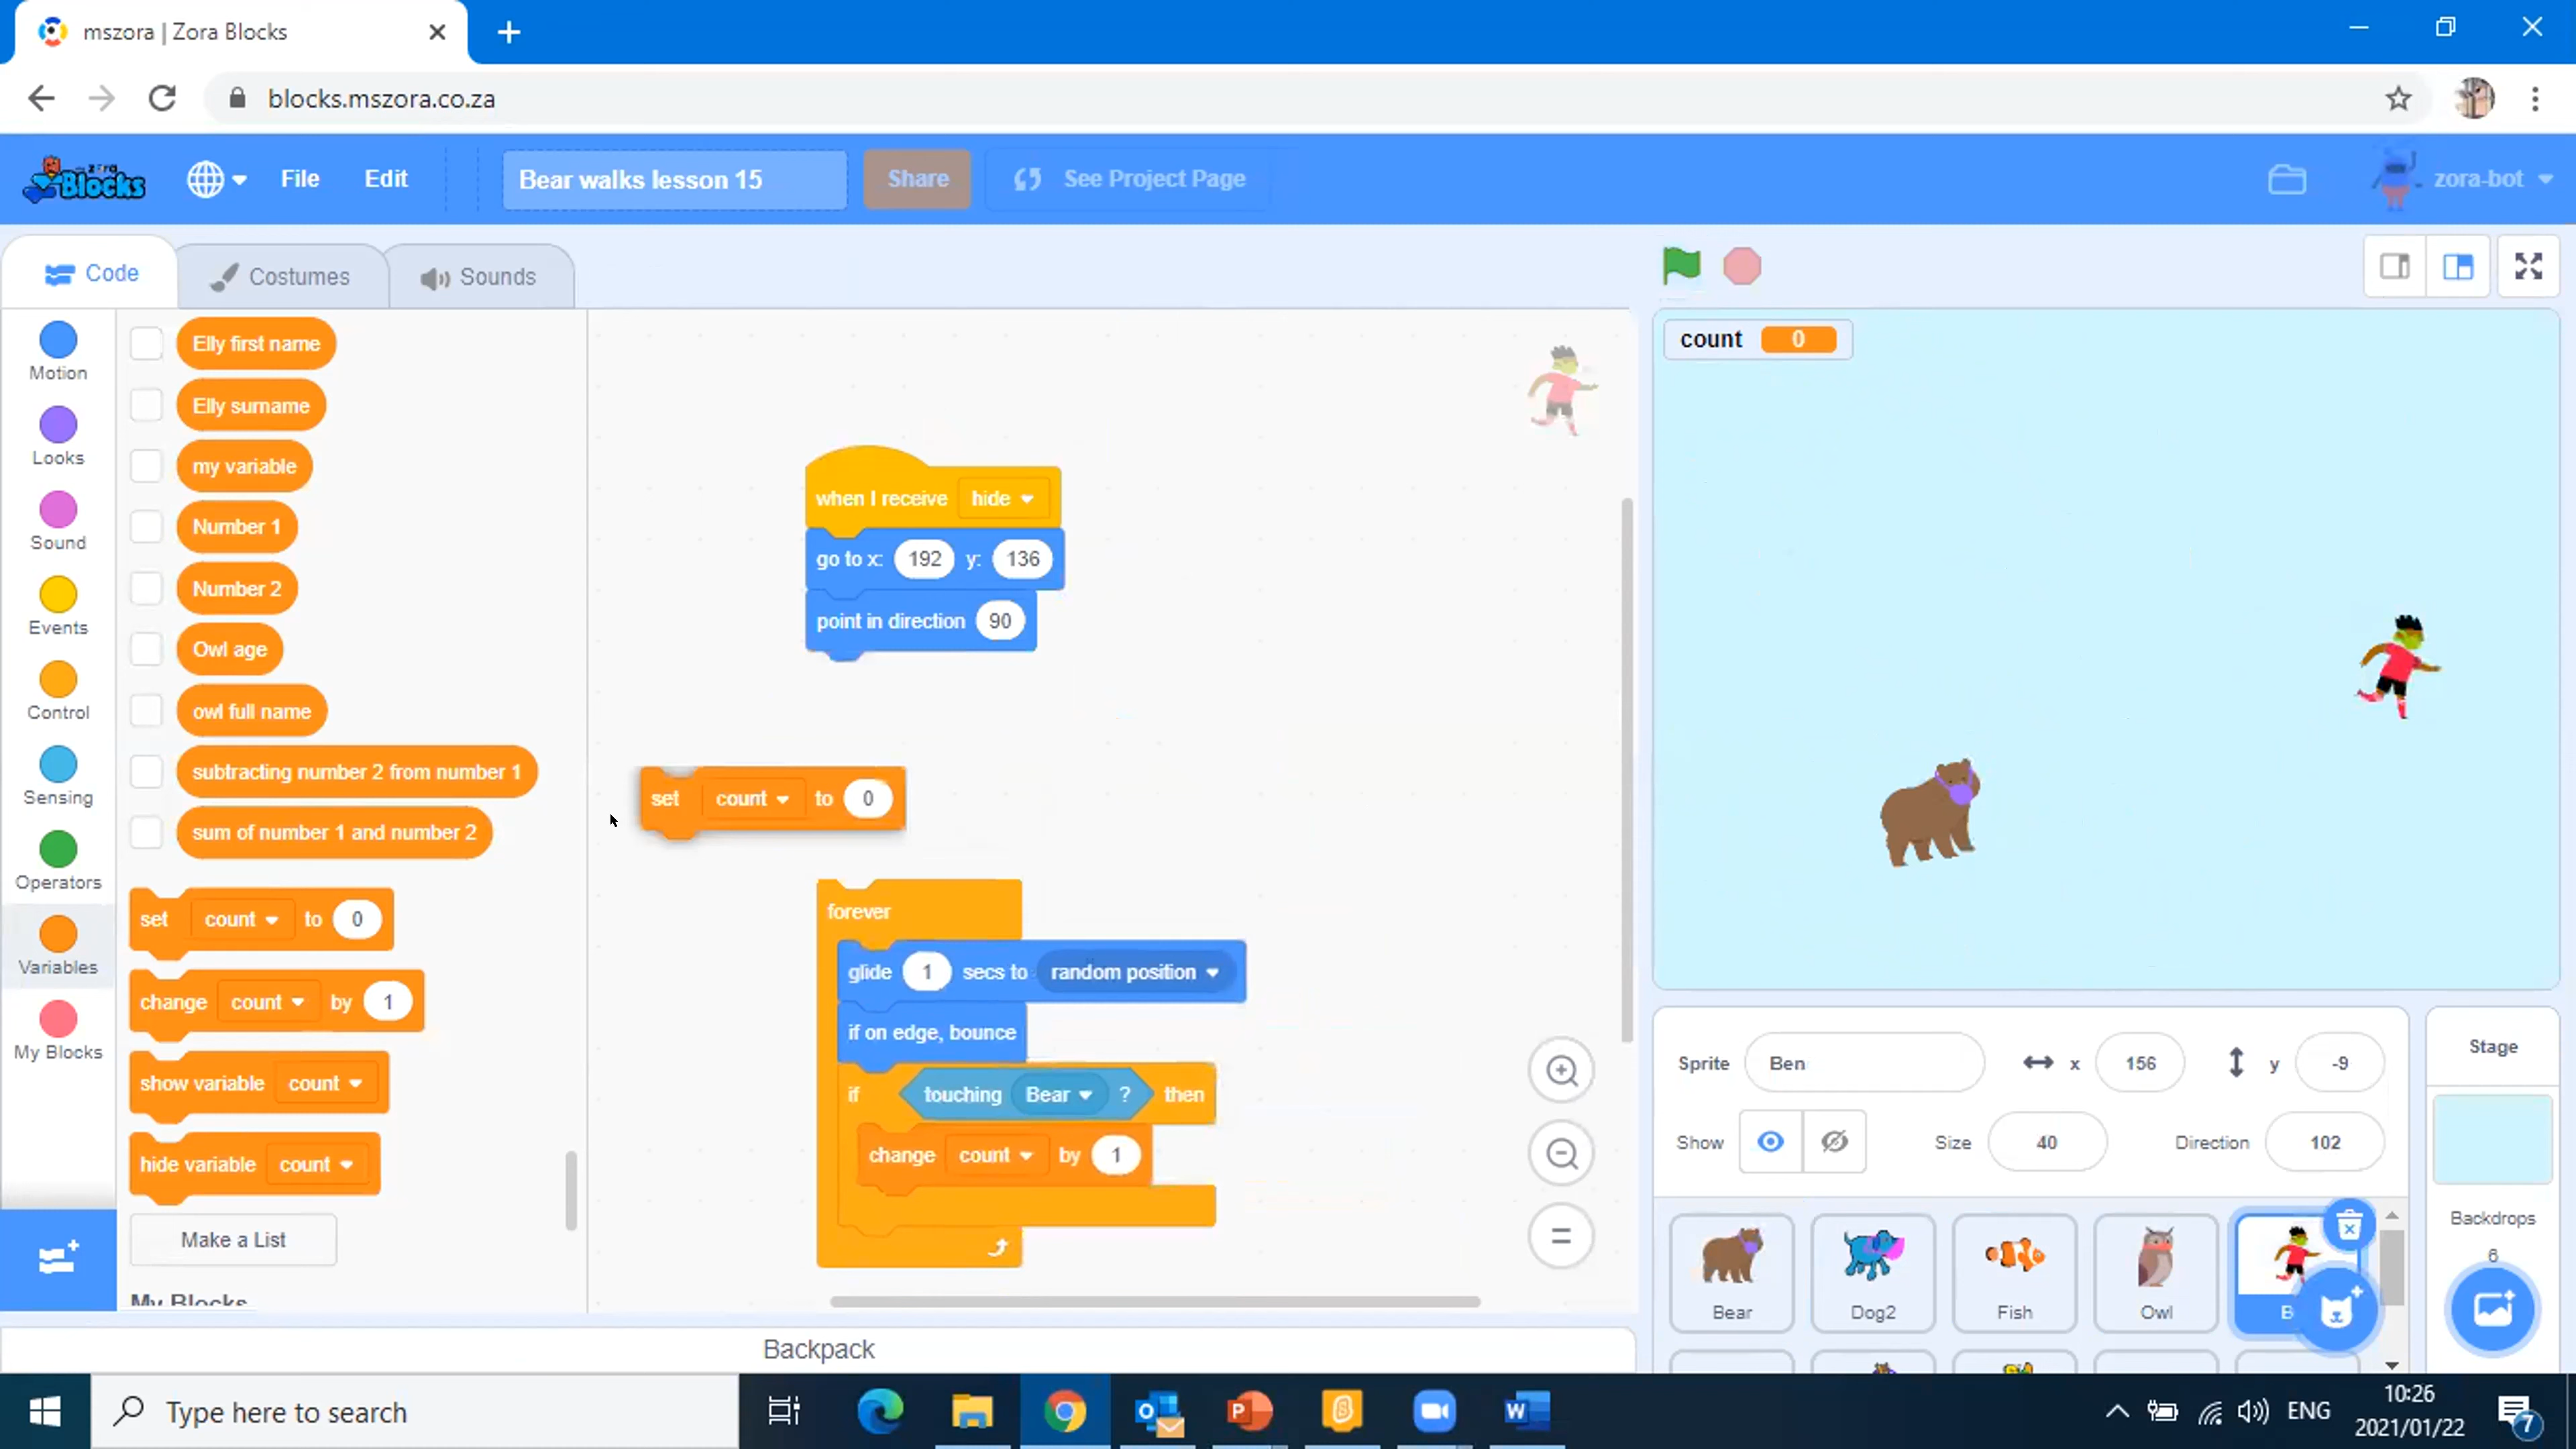 mszora | Zora Blocks
blocks.mszora.co.za
Blocks
File
Edit
Bear walks lesson 15
Share
See Project Page
zora-bot
Code
Costumes
Sounds
Motion
Looks
Sound
Events
Control
Sensing
Operators
Variables
My Blocks
Elly first name
Elly surname
my variable
Number 1
Number 2
Owl age
owl full name
subtracting number 2 from number 1
sum of number 1 and number 2
set count to 0
change count by 1
show variable count
hide variable count
Make a List
My Blocks
when I receive hide
go to x: 192 y: 136
point in direction 90
set count to 0
forever
glide 1 secs to random position
if on edge, bounce
if touching Bear ? then
change count by 1
Backpack
count 0
Sprite Ben x 156 y -9
Show Size 40 Direction 102
Bear
Dog2
Fish
Owl
B
Stage
Backdrops
6
Type here to search
ENG
10:26
2021/01/22
7